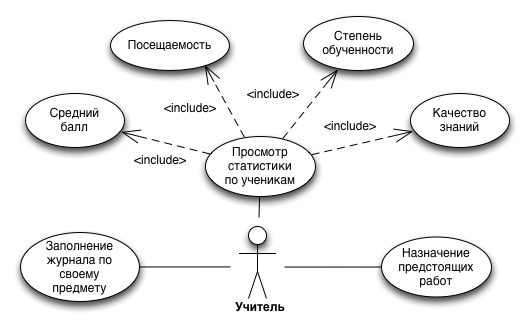 Посещаемость
Степень
обученности
<include>
<include>
Средний
балл
Качество
знаний
<include>
<include>
Просмотр
статистики
по ученикам
Заполнение
журнала по
своему
предмету
Назначение
предстоящих
работ
Учитель